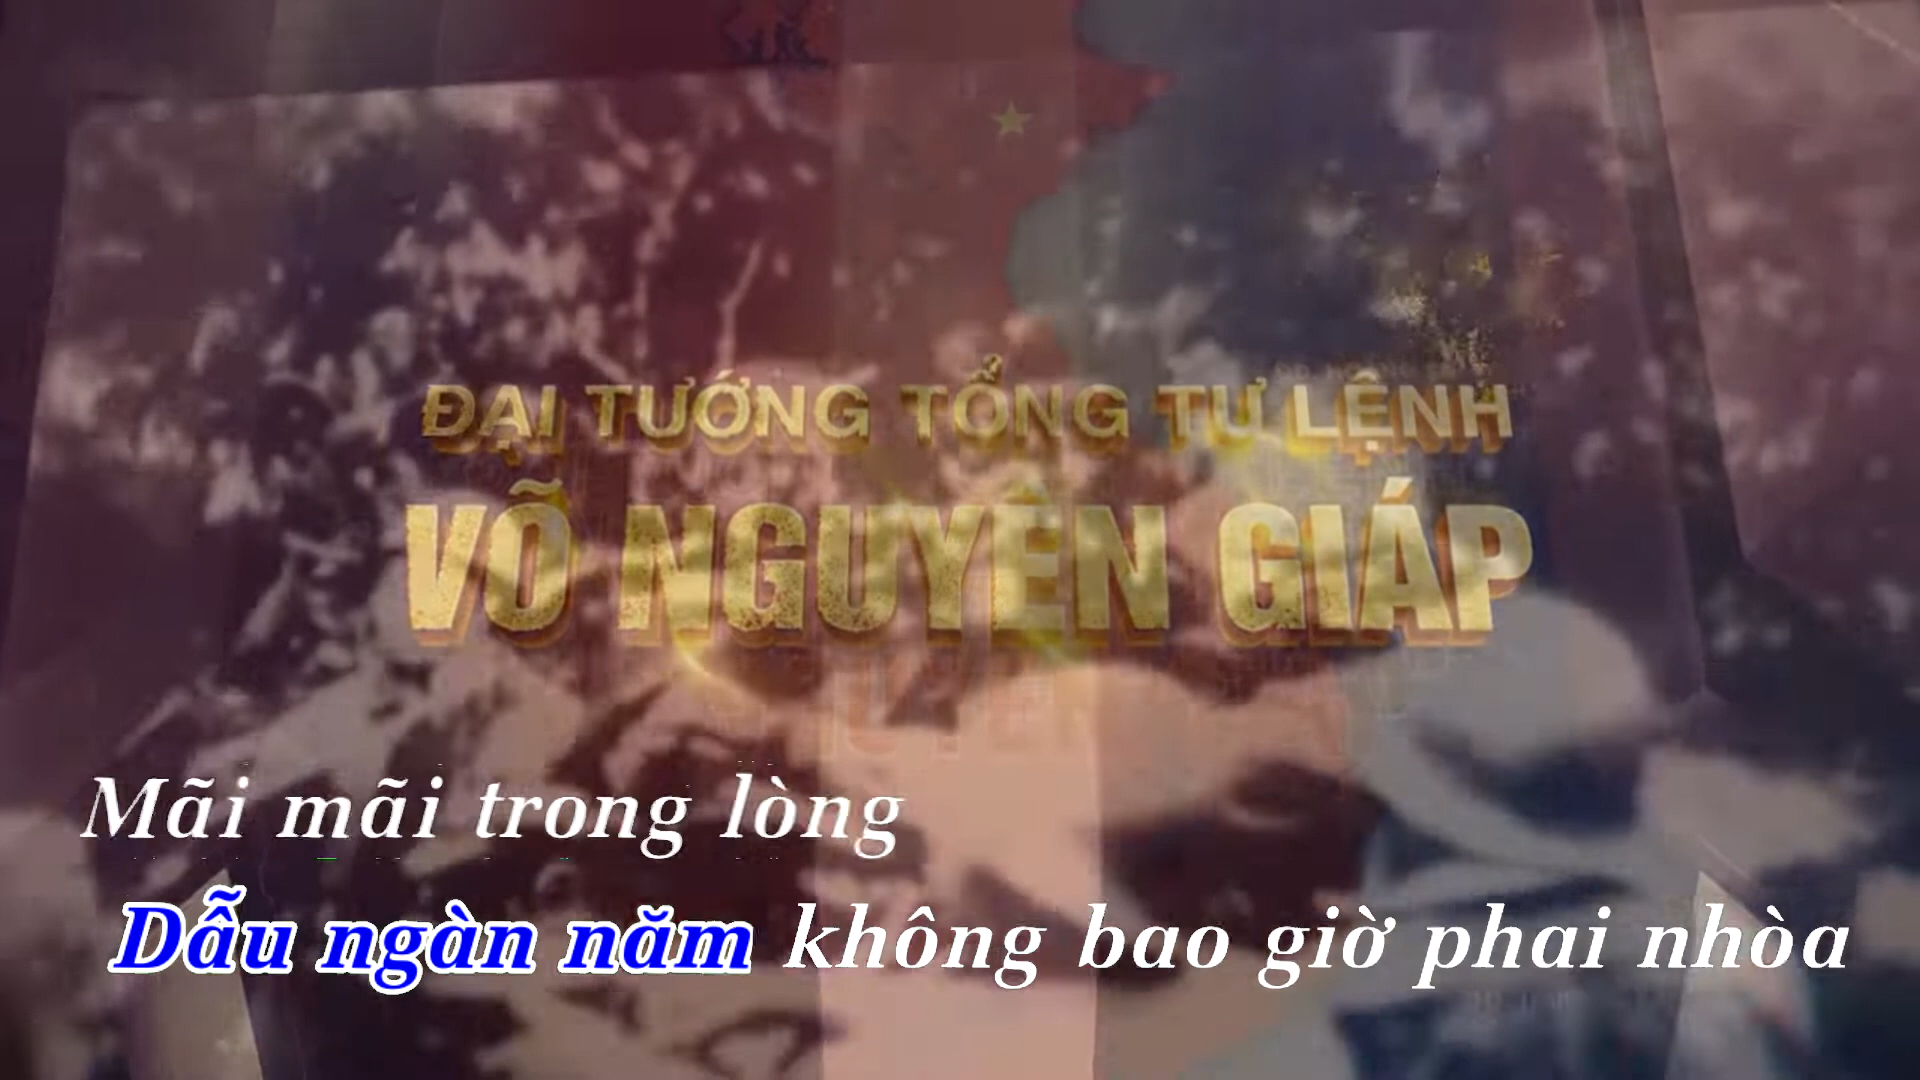 ĐẠI TƯỚNG TỔNG TƯ LỆNH
VÕ NGUYÊN GIÁP
Mãi mãi trong lòng
Dẫu ngàn năm không bao giờ phai nhòa